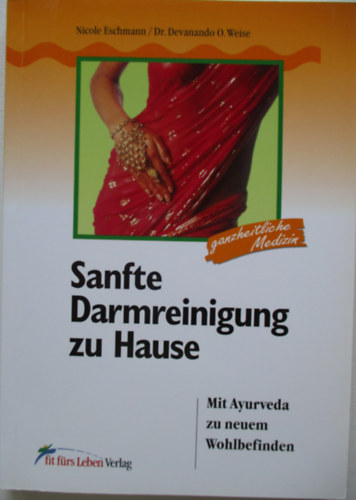 Nicole Eschmann / Dr. Devanando O. Weise
ganzheitliche
Medizin
Sanfte
Darmreinigung
zu Hause
Mit Ayurveda
zu neuem
Wohlbefinden
fit fürs Leben Verlag